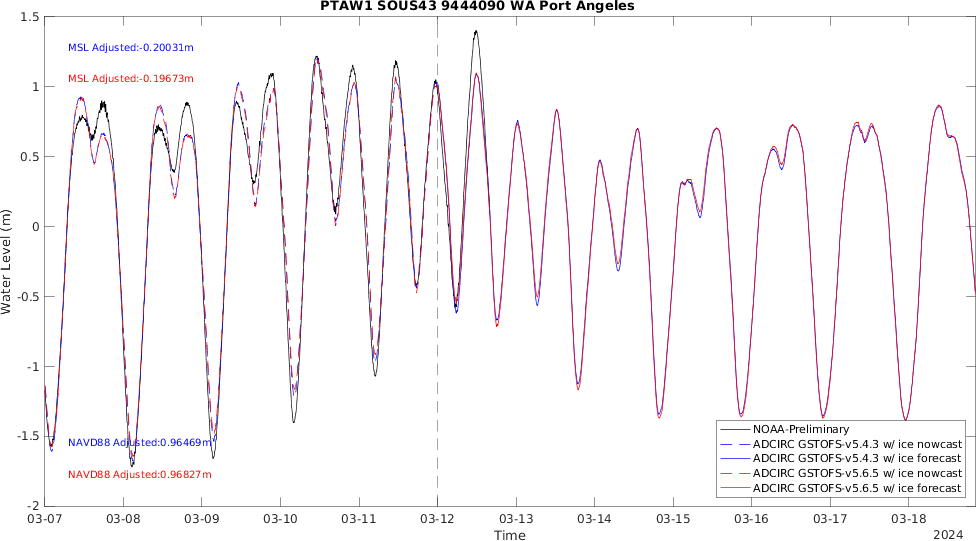 PTAW1 SOUS43 9444090 WA Port Angeles
1.5
1
0.5
0
-0.5
-1
-1.5
-2
Water Level (m)
MSL Adjusted:-0.20031m
MSL Adjusted:-0.19673m
NAVD88 Adjusted:0.96469m
NAVD88 Adjusted:0.96827m
NOAA-Preliminary
ADCIRC GSTOFS-v5.4.3 w/ ice nowcast
ADCIRC GSTOFS-v5.4.3 w/ ice forecast
ADCIRC GSTOFS-v5.6.5 w/ ice nowcast
ADCIRC GSTOFS-v5.6.5 w/ ice forecast
03-07 03-08 03-09 03-10 03-11 03-12 03-13 03-14 03-15 03-16 03-17 03-18
Time
2024